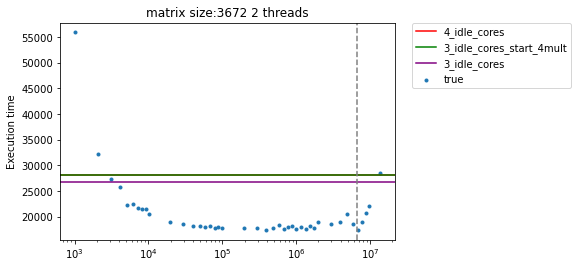 matrix size:3672 2 threads
Execution time
55000
50000
45000
40000
35000
30000
25000
20000
10³
10⁴
10⁵
10⁶
10⁷
4_idle_cores
3_idle_cores_start_4mult
3_idle_cores
true